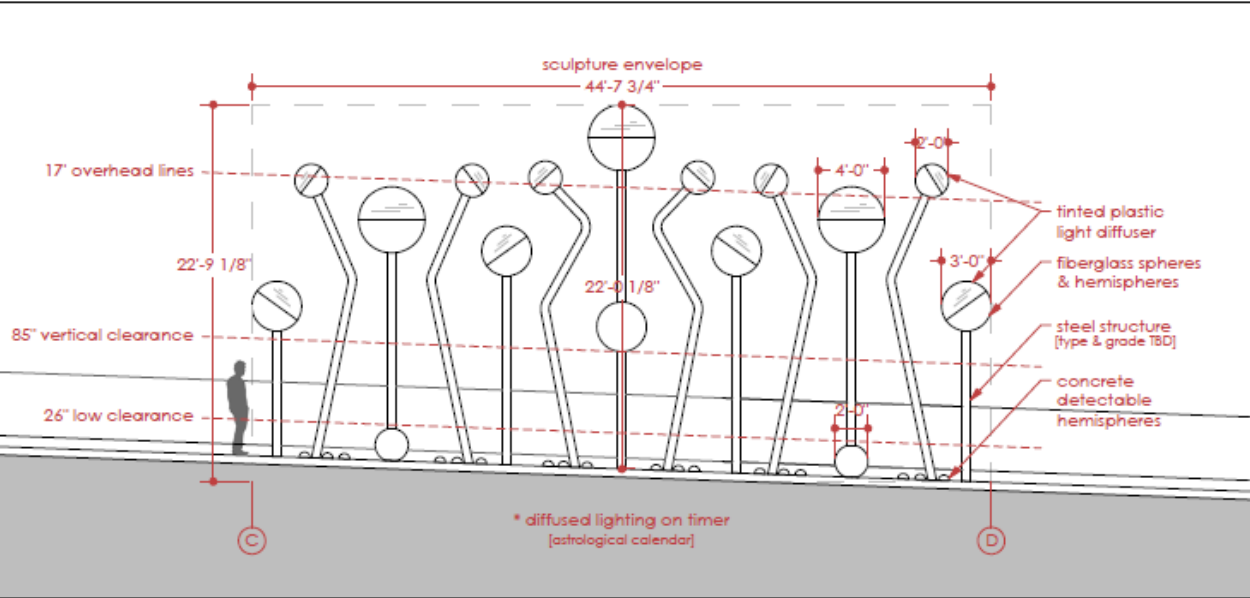 sculpture envelope
44'-7 3/4"
17' overhead lines
2'-0"
4'-0"
tinted plastic
light diffuser
22'-9 1/8"
3'-0"
fiberglass spheres
& hemispheres
22'-0 1/8"
85" vertical clearance
steel structure
[type & grade TBD]
concrete
detectable
hemispheres
26" low clearance
2'-0"
* diffused lighting on timer
[astrological calendar]
C
D